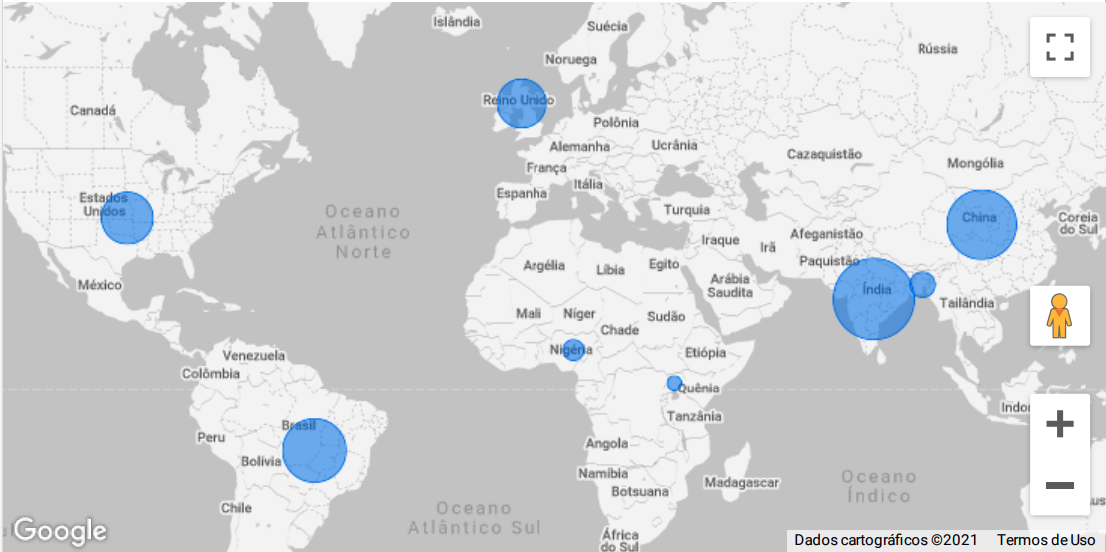 Islândia
Suécia
Noruega
Rússia
Canadá
Reino Unido
Polônia
Alemanha
Ucrânia
Cazaquistão
Mongólia
França
Itália
Espanha
Estados
Unidos
Oceano
Atlântico
Norte
Turquia
China
Coreia
do Sul
Iraque
Irã
Afeganistão
Paquistão
Argélia
Líbia
Egito
Arábia
Saudita
Índia
México
Tailândia
Mali
Níger
Chade
Sudão
Nigéria
Etiópia
Venezuela
Colômbia
Quênia
Indo
Tanzânia
Brasil
Peru
Angola
Bolívia
Namíbia
Botsuana
Madagascar
Oceano
Índico
Chile
Oceano
Atlântico Sul
África
do Sul
Google
Dados cartográficos ©2021
Termos de Uso